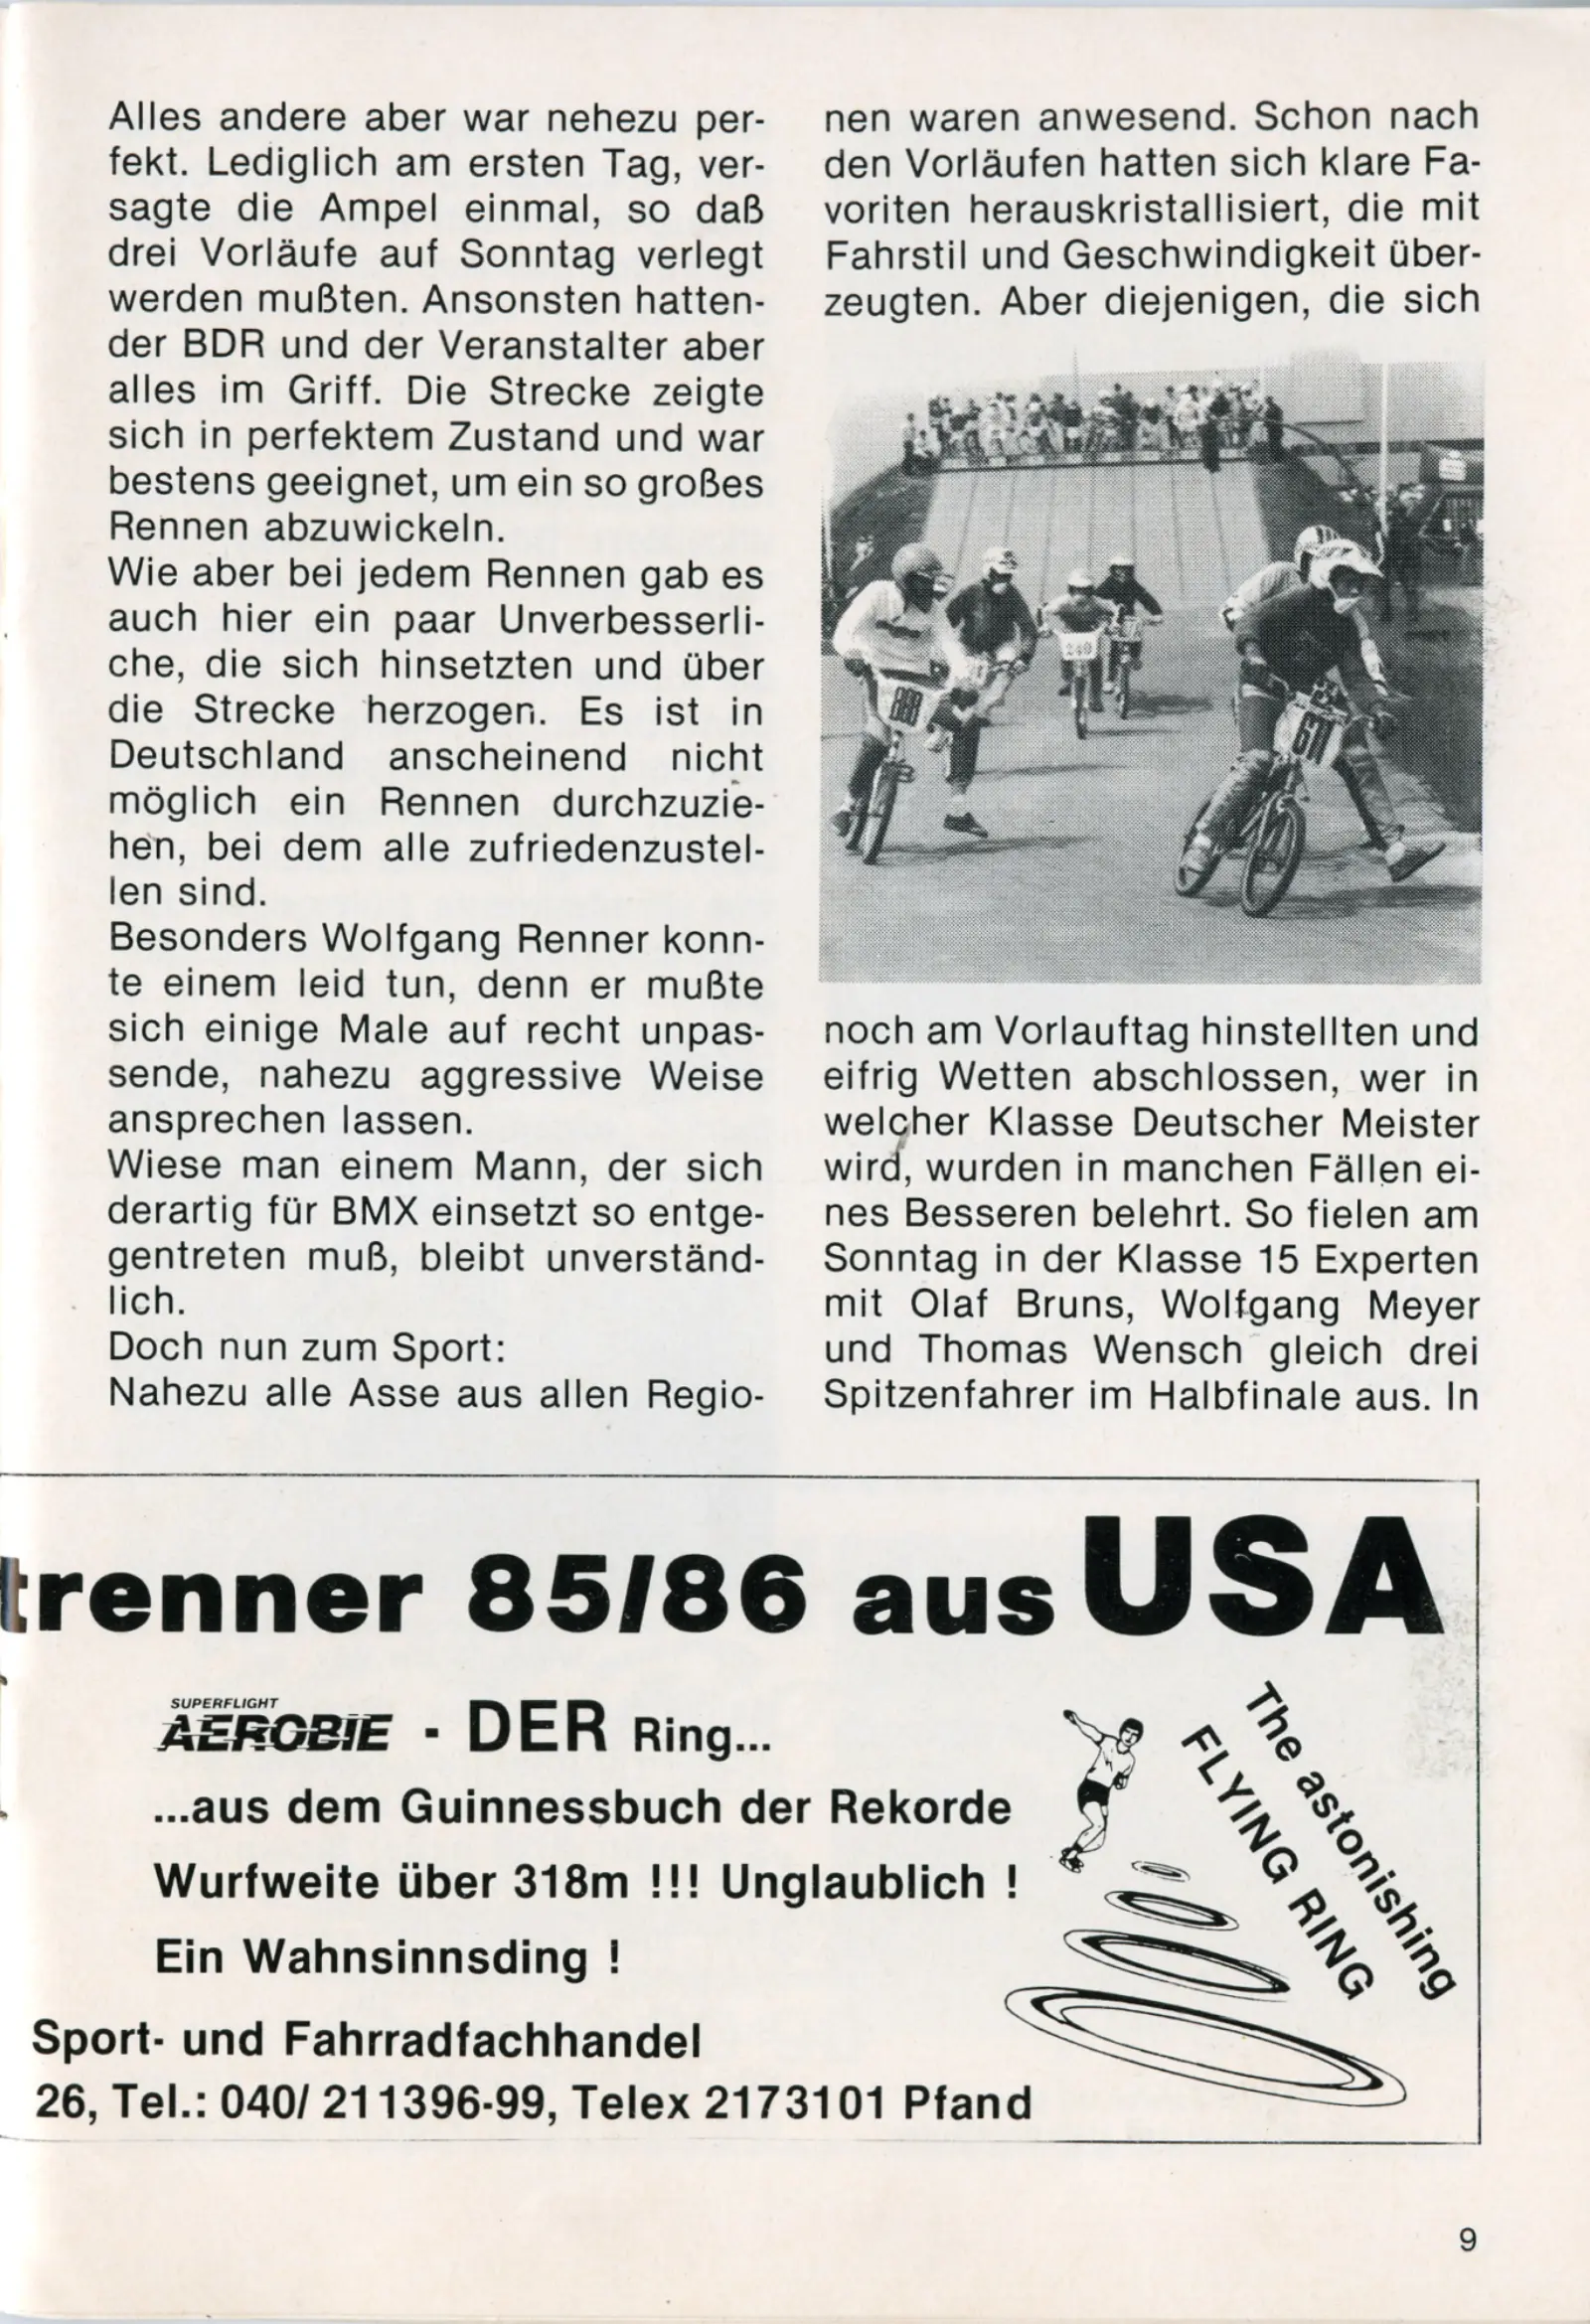 Alles andere aber war nehezu per-
fekt. Lediglich am ersten Tag, ver-
sagte die Ampel einmal, so daß
drei Vorläufe auf Sonntag verlegt
werden mußten. Ansonsten hatten-
der BDR und der Veranstalter aber
alles im Griff. Die Strecke zeigte
sich in perfektem Zustand und war
bestens geeignet, um ein so großes
Rennen abzuwickeln.
Wie aber bei jedem Rennen gab es
auch hier ein paar Unverbesserli-
che, die sich hinsetzten und über
die Strecke herzogen. Es ist in
Deutschland anscheinend nicht
möglich ein Rennen durchzuzie-
hen, bei dem alle zufriedenzustel-
len sind.
Besonders Wolfgang Renner konn-
te einem leid tun, denn er mußte
sich einige Male auf recht unpas-
sende, nahezu aggressive Weise
ansprechen lassen.
Wiese man einem Mann, der sich
derartig für BMX einsetzt so entge-
gentreten muß, bleibt unverständ-
lich.
Doch nun zum Sport:
Nahezu alle Asse aus allen Regio-
nen waren anwesend. Schon nach
den Vorläufen hatten sich klare Fa-
voriten herauskristallisiert, die mit
Fahrstil und Geschwindigkeit über-
zeugten. Aber diejenigen, die sich
240
611
noch am Vorlauftag hinstellten und
eifrig Wetten abschlossen, wer in
welcher Klasse Deutscher Meister
wird, wurden in manchen Fällen ei-
nes Besseren belehrt. So fielen am
Sonntag in der Klasse 15 Experten
mit Olaf Bruns, Wolfgang Meyer
und Thomas Wensch gleich drei
Spitzenfahrer im Halbfinale aus. In
trenner 85/86 aus USA
SUPERFLIGHT
AEROBIE - DER Ring...
...aus dem Guinnessbuch der Rekorde
Wurfweite über 318m !!! Unglaublich !
Ein Wahnsinnsding !
The astonishing
FLYING RING
Sport- und Fahrradfachhandel
26, Tel.: 040/ 211396-99, Telex 2173101 Pfand
9